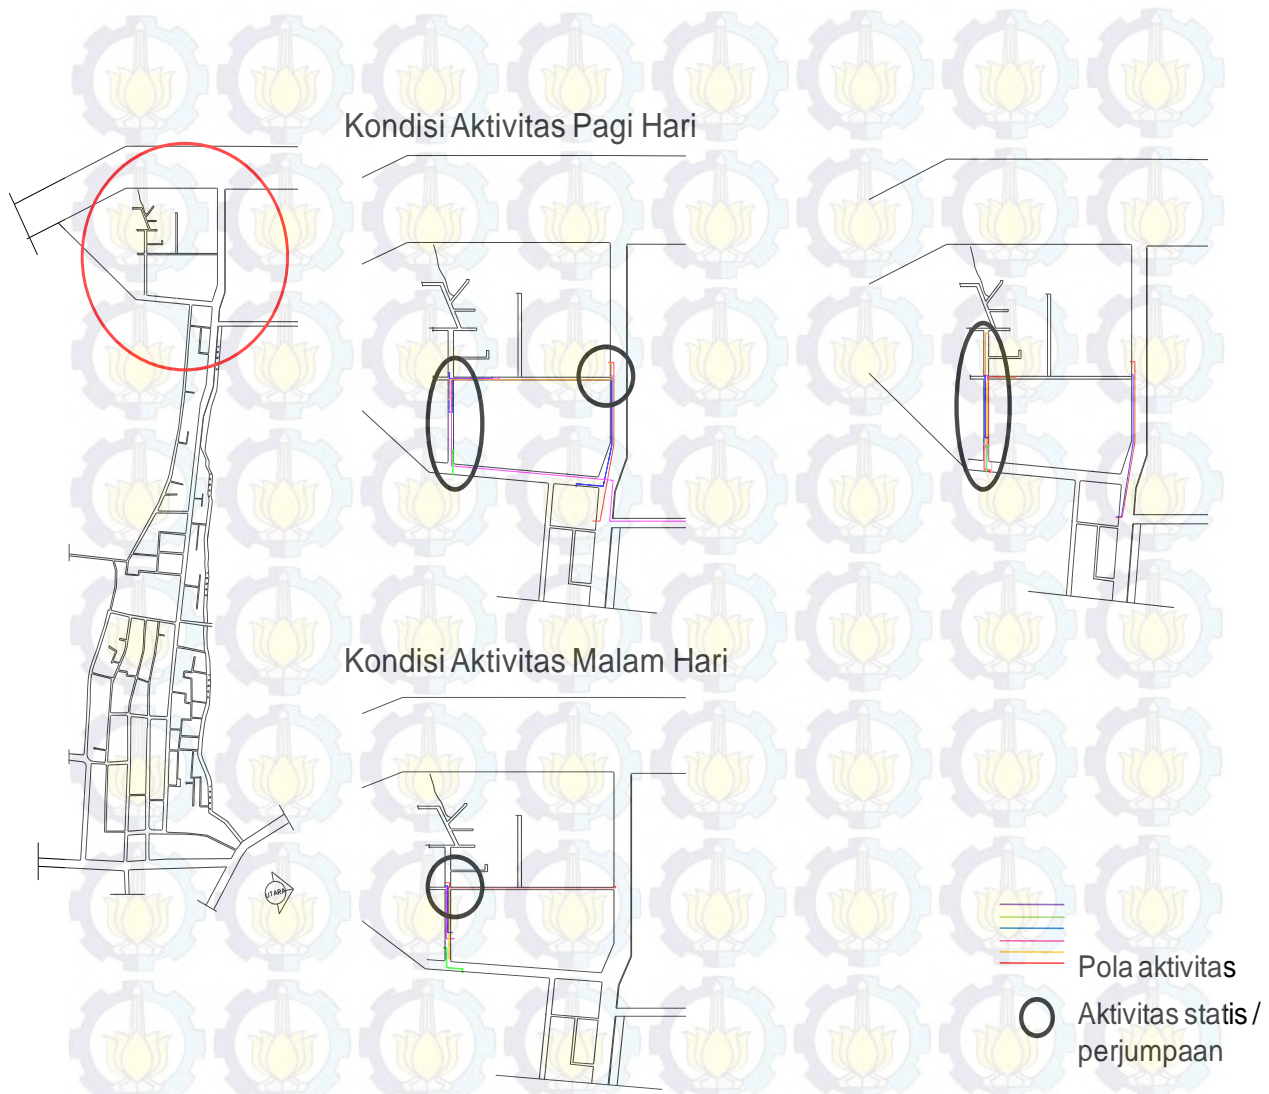 Kondisi Aktivitas Pagi Hari
Kondisi Aktivitas Malam Hari
UTARA
Pola aktivitas
Aktivitas statis /
perjumpaan